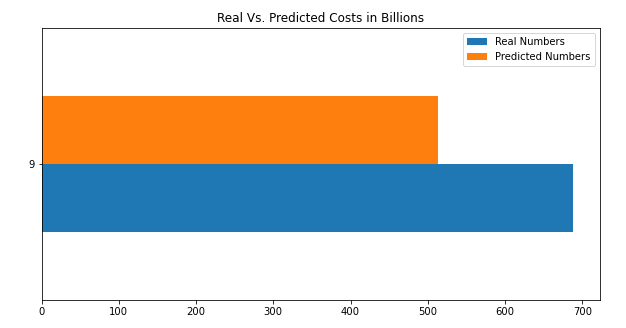 Real Vs. Predicted Costs in Billions
Real Numbers
Predicted Numbers
9
0 100 200 300 400 500 600 700